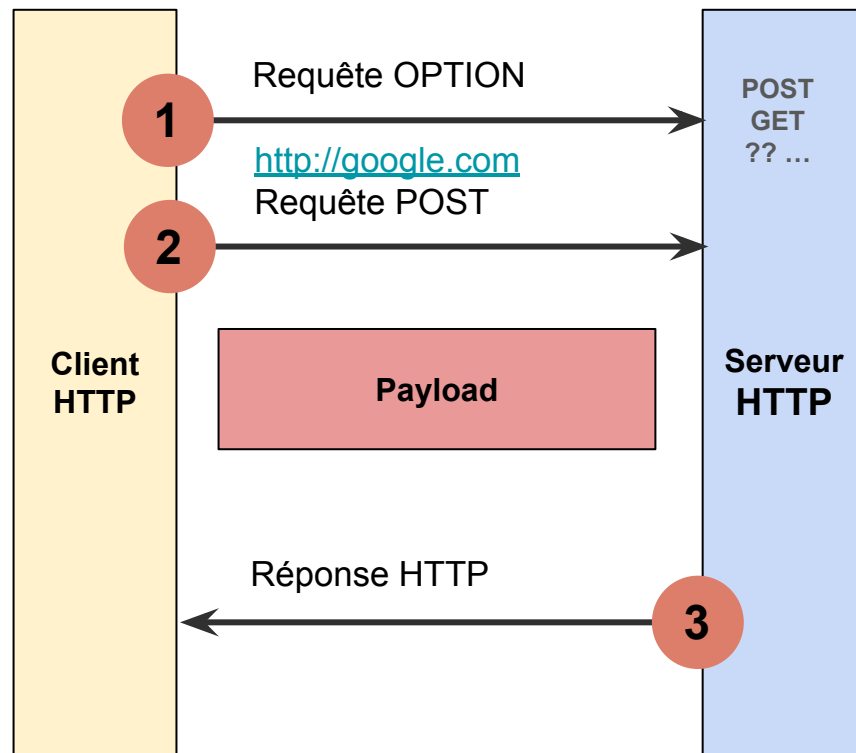 Requête OPTION
1
POST
GET
?? ...
http://google.com
Requête POST
2
Client
HTTP
Payload
Serveur
HTTP
Réponse HTTP
3